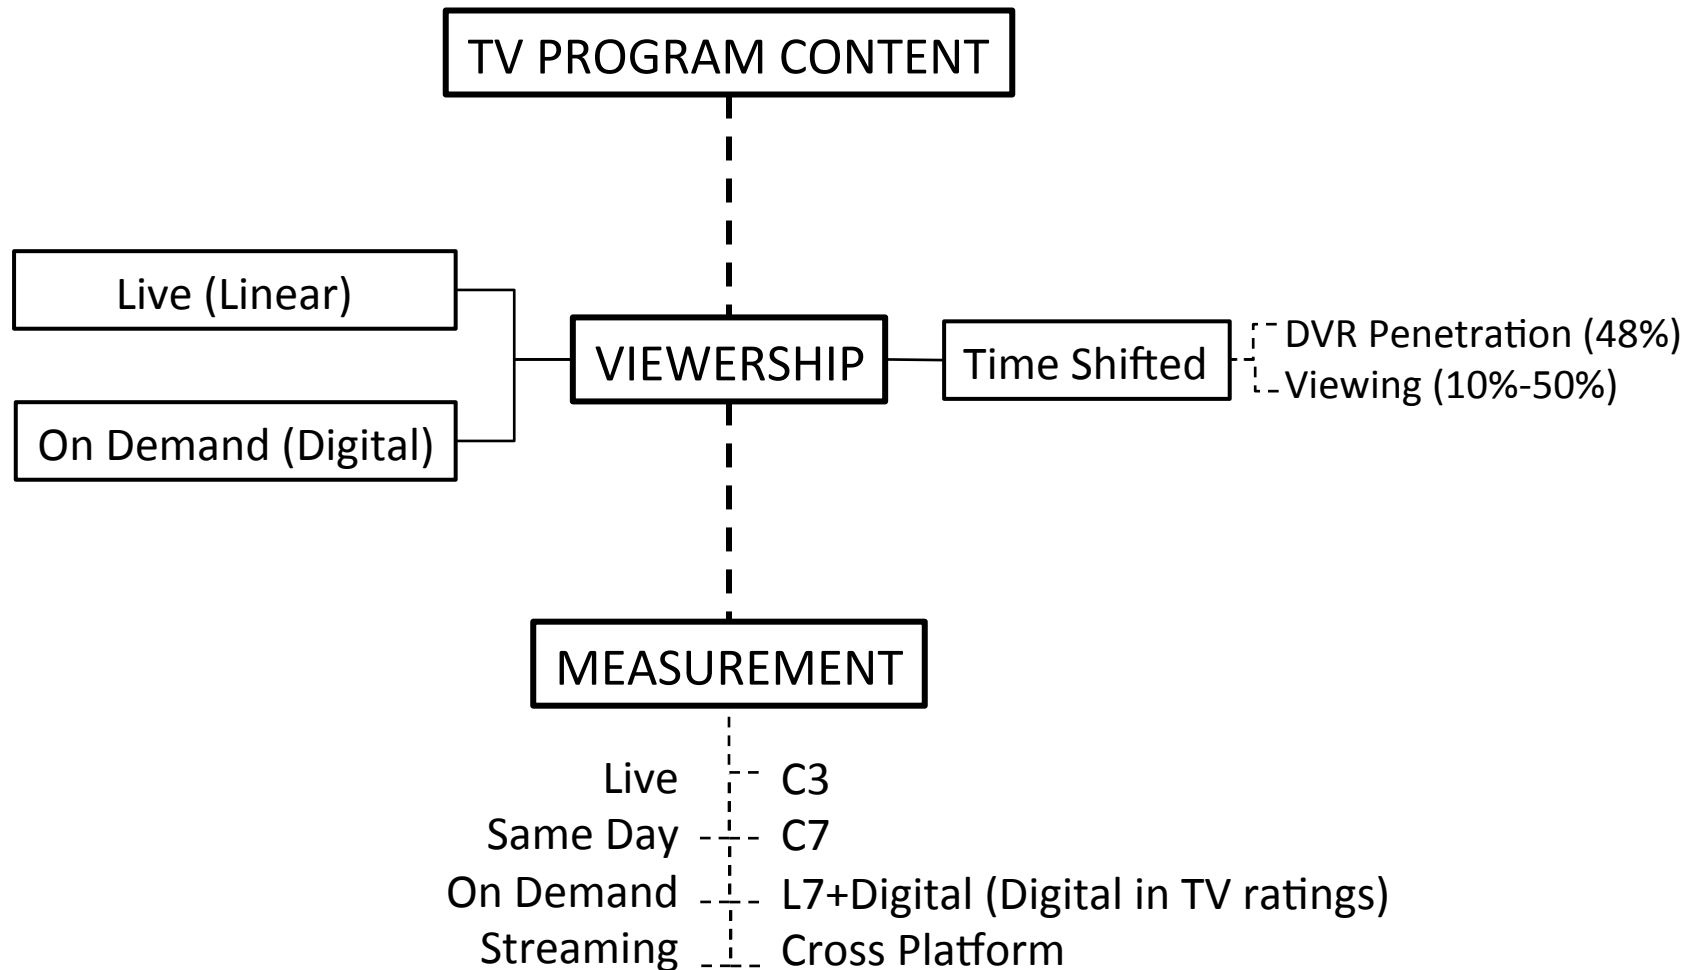 TV PROGRAM CONTENT
Live (Linear)
On Demand (Digital)
VIEWERSHIP
Time Shifted
DVR Penetration (48%)
Viewing (10%-50%)
MEASUREMENT
Live
C3
Same Day
C7
On Demand
L7+Digital (Digital in TV ratings)
Streaming
Cross Platform